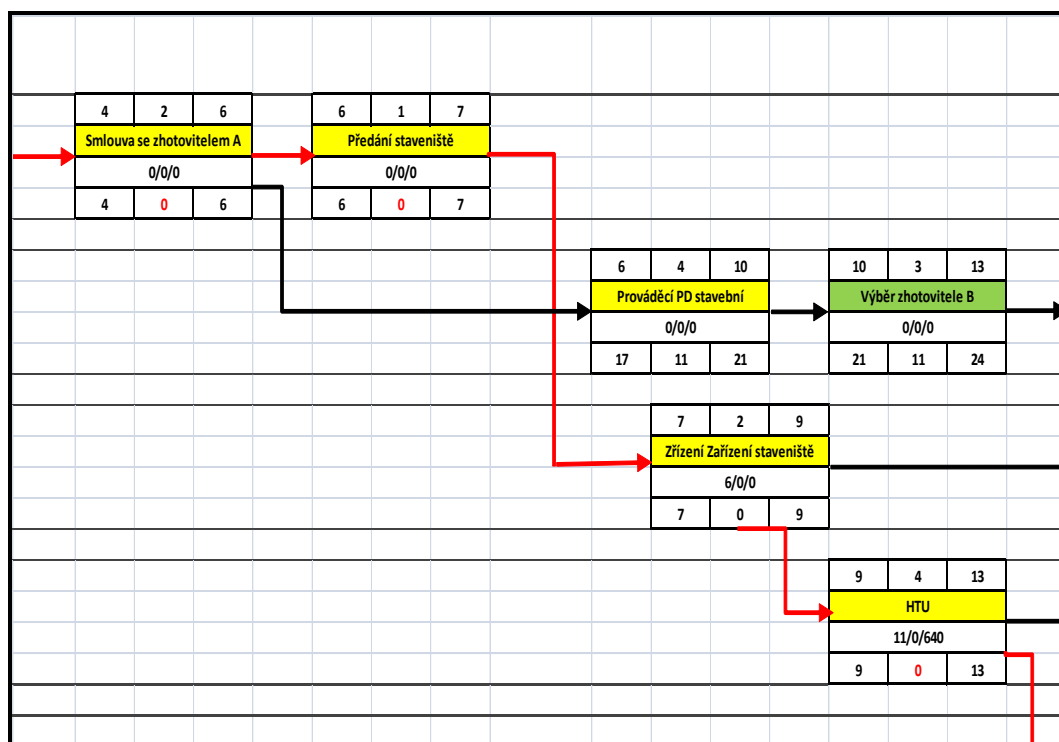 4 2 6
Smlouva se zhotovitelem A
0/0/0
4 0 6
6 1 7
Předání staveniště
0/0/0
6 0 7
6 4 10
Prováděcí PD stavební
0/0/0
17 11 21
10 3 13
Výběr zhotovitele B
0/0/0
21 11 24
7 2 9
Zřízení Zařízení staveniště
6/0/0
7 0 9
9 4 13
HTU
11/0/640
9 0 13